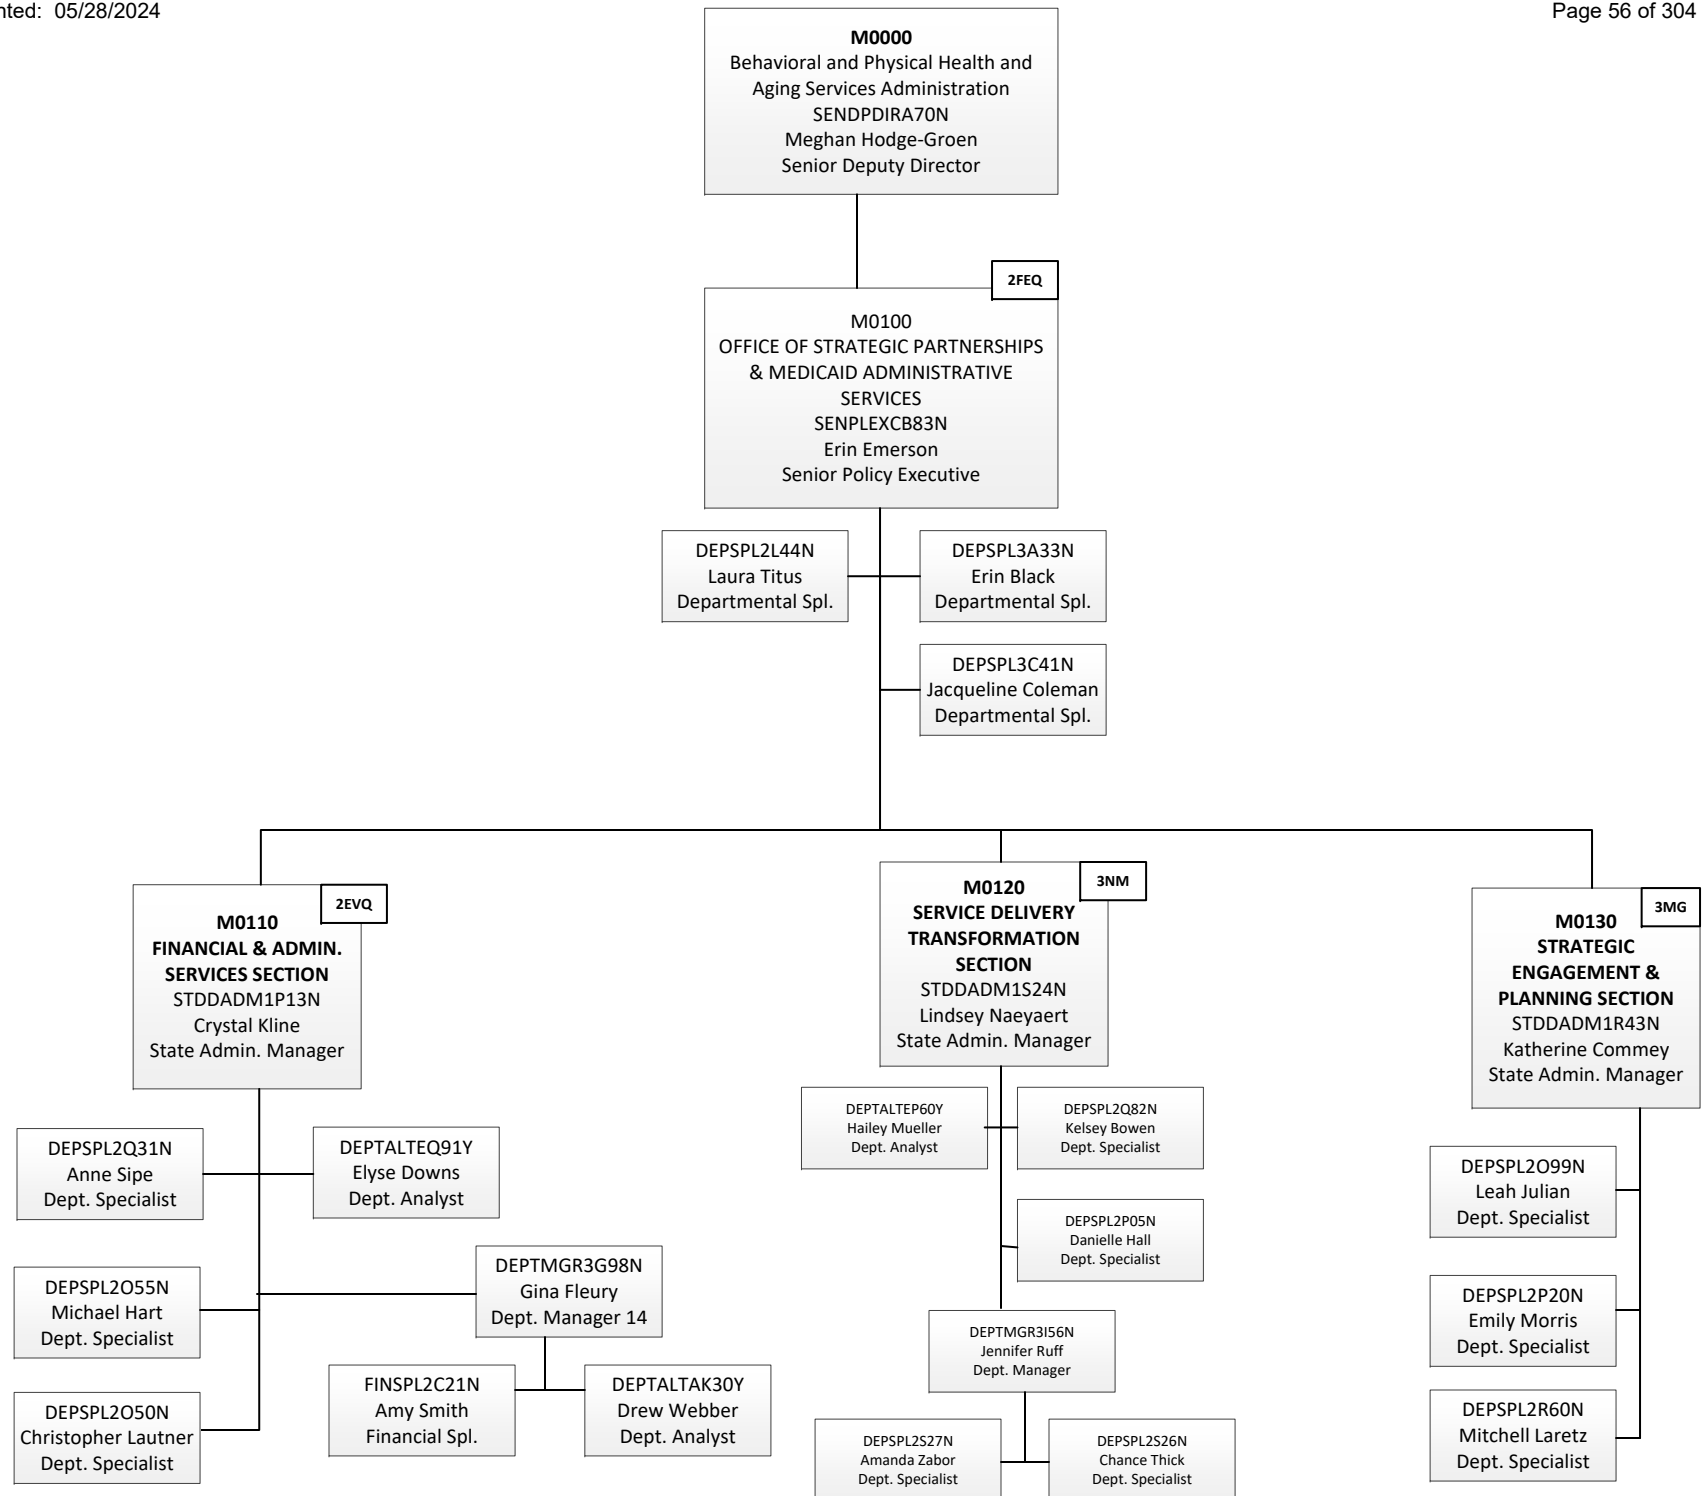 nted: 05/28/2024
Page 56 of 304
M0000
Behavioral and Physical Health and
Aging Services Administration
SENDPDIRA70N
Meghan Hodge-Groen
Senior Deputy Director
2FEQ
M0100
OFFICE OF STRATEGIC PARTNERSHIPS
& MEDICAID ADMINISTRATIVE
SERVICES
SENPLEXCB83N
Erin Emerson
Senior Policy Executive
DEPSPL2L44N
Laura Titus
Departmental Spl.
DEPSPL3A33N
Erin Black
Departmental Spl.
DEPSPL3C41N
Jacqueline Coleman
Departmental Spl.
2EVQ
M0110
FINANCIAL & ADMIN.
SERVICES SECTION
STDDADM1P13N
Crystal Kline
State Admin. Manager
DEPSPL2Q31N
Anne Sipe
Dept. Specialist
DEPTALTEQ91Y
Elyse Downs
Dept. Analyst
DEPSPL2O55N
Michael Hart
Dept. Specialist
DEPTMGR3G98N
Gina Fleury
Dept. Manager 14
DEPSPL2O50N
Christopher Lautner
Dept. Specialist
FINSPL2C21N
Amy Smith
Financial Spl.
DEPTALTAK30Y
Drew Webber
Dept. Analyst
3NM
M0120
SERVICE DELIVERY
TRANSFORMATION
SECTION
STDDADM1S24N
Lindsey Naeyaert
State Admin. Manager
DEPTALTEP60Y
Hailey Mueller
Dept. Analyst
DEPSPL2Q82N
Kelsey Bowen
Dept. Specialist
DEPSPL2P05N
Danielle Hall
Dept. Specialist
DEPTMGR3I56N
Jennifer Ruff
Dept. Manager
DEPSPL2S27N
Amanda Zabor
Dept. Specialist
DEPSPL2S26N
Chance Thick
Dept. Specialist
3MG
M0130
STRATEGIC
ENGAGEMENT &
PLANNING SECTION
STDDADM1R43N
Katherine Commey
State Admin. Manager
DEPSPL2O99N
Leah Julian
Dept. Specialist
DEPSPL2P20N
Emily Morris
Dept. Specialist
DEPSPL2R60N
Mitchell Laretz
Dept. Specialist